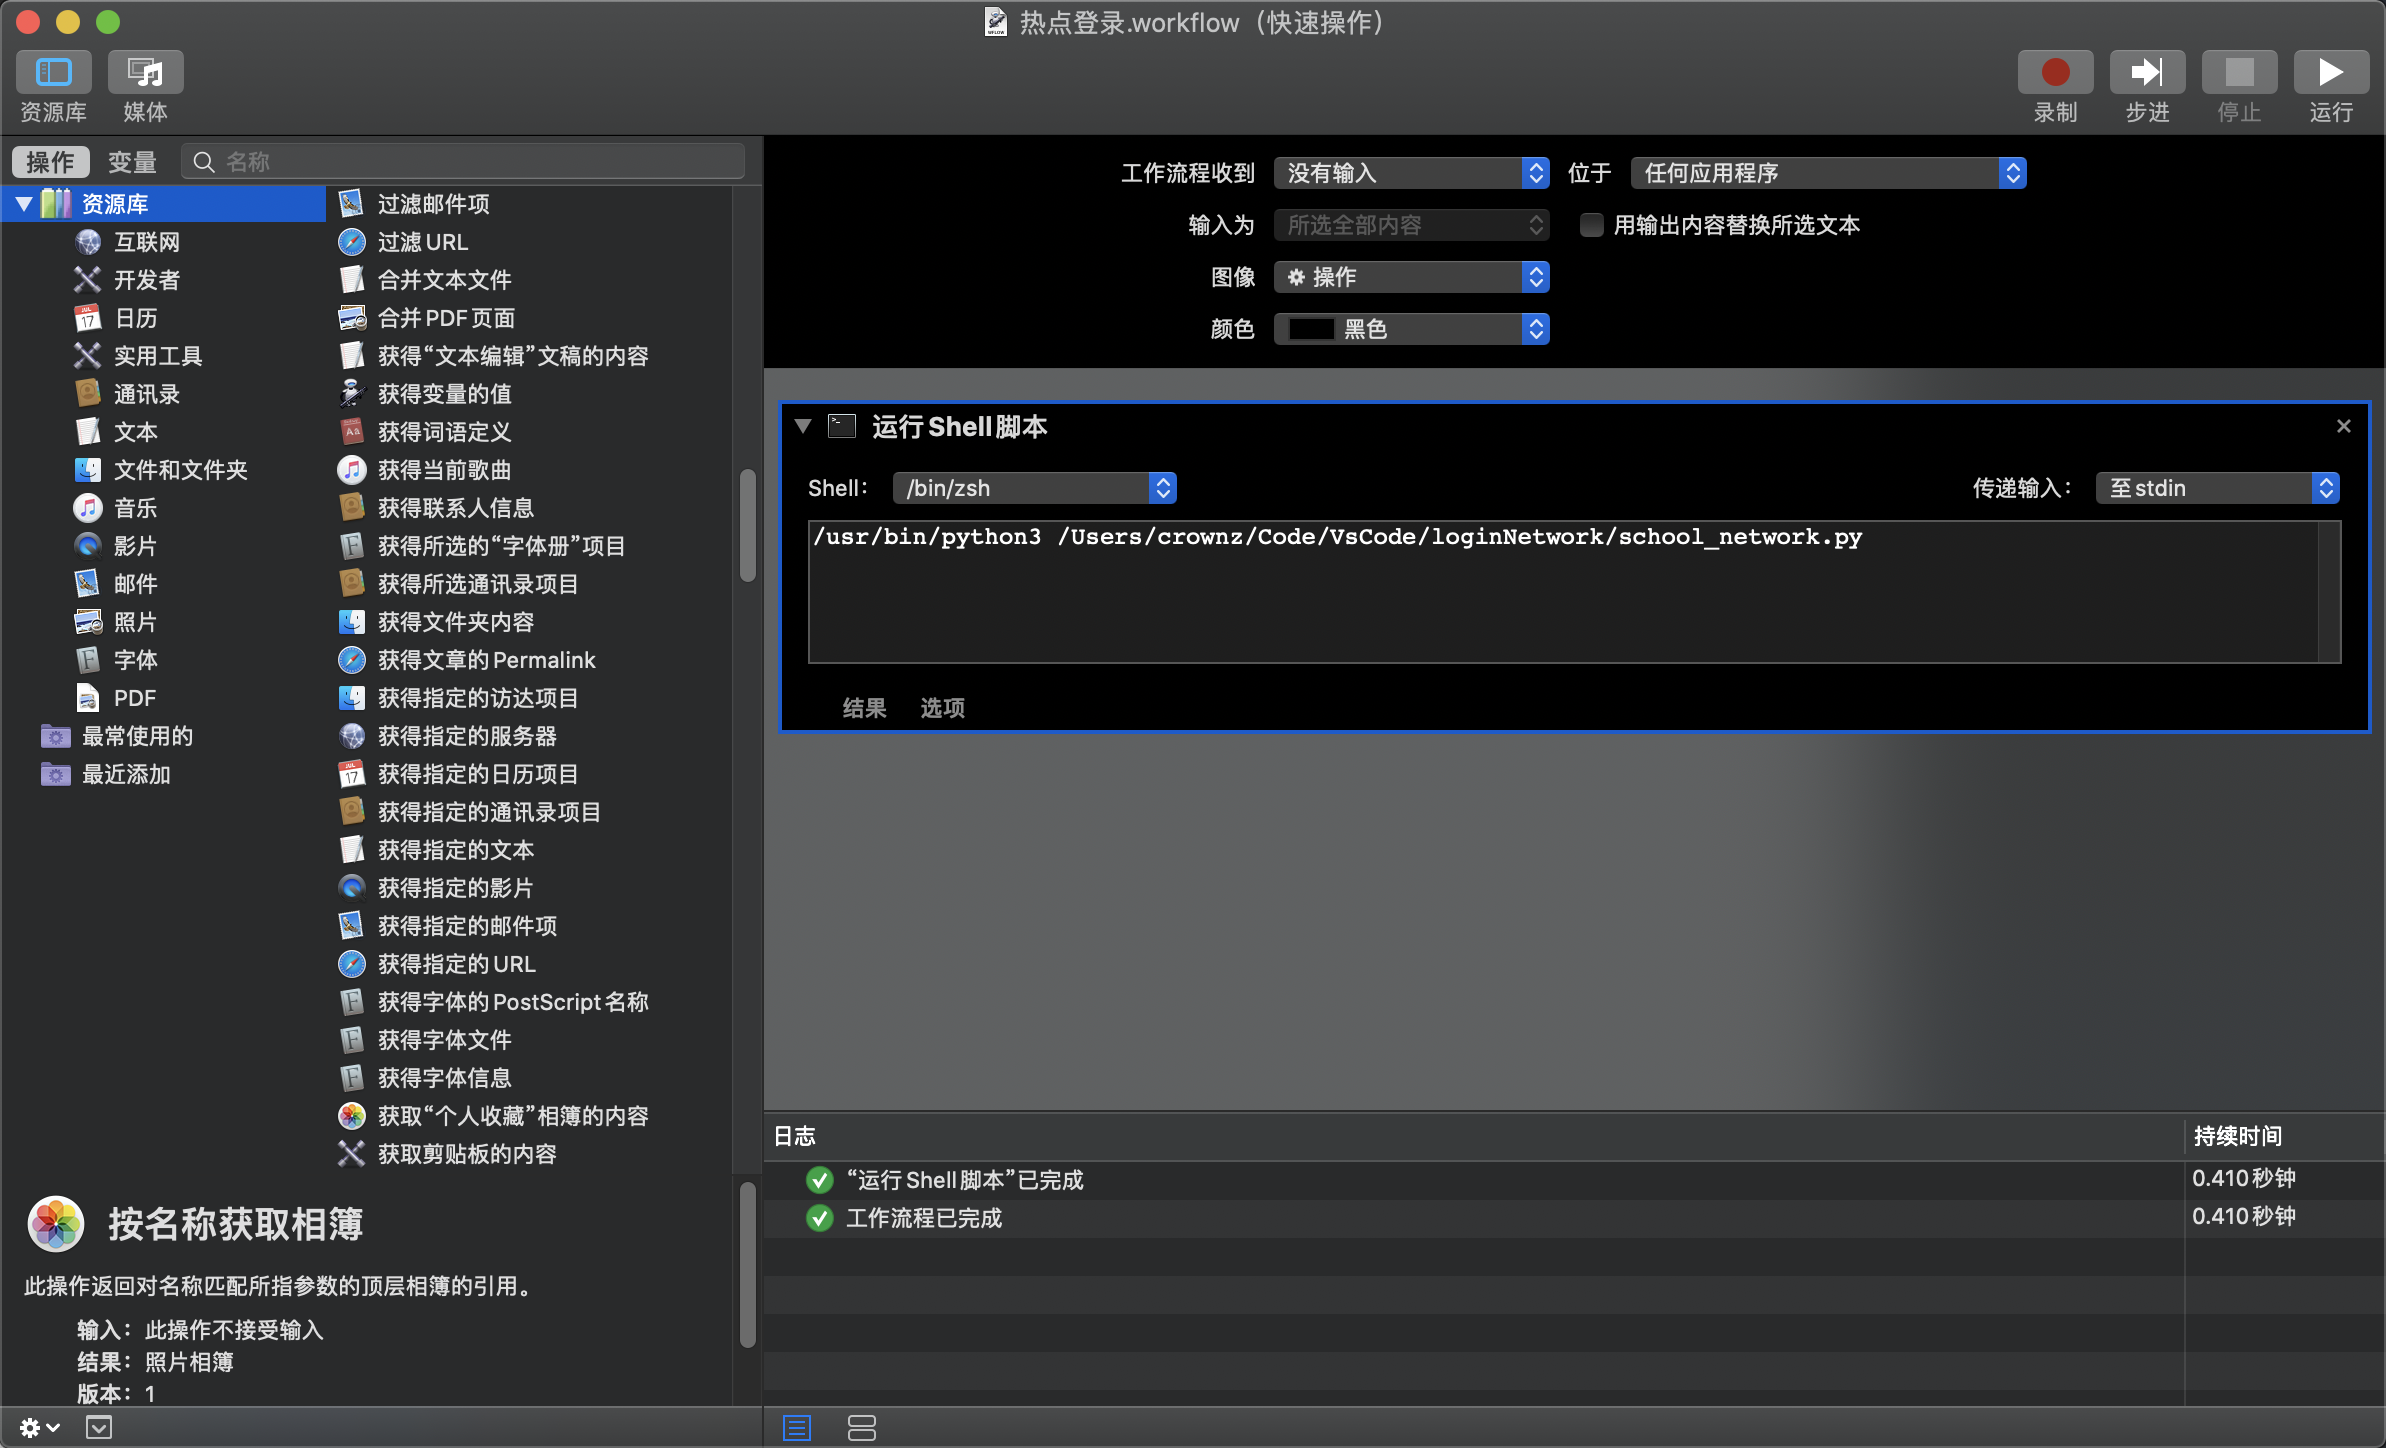 热点登录.workflow（快速操作）
资源库
媒体
录制
步进
停止
运行
操作
变量
名称
资源库
互联网
开发者
日历
实用工具
通讯录
文本
文件和文件夹
音乐
影片
邮件
照片
字体
PDF
最常使用的
最近添加
过滤邮件项
过滤 URL
合并文本文件
合并 PDF 页面
获得“文本编辑”文稿的内容
获得变量的值
获得词语定义
获得当前歌曲
获得联系人信息
获得所选的“字体册”项目
获得所选通讯录项目
获得文件夹内容
获得文章的 Permalink
获得指定的访达项目
获得指定的服务器
获得指定的日历项目
获得指定的通讯录项目
获得指定的文本
获得指定的影片
获得指定的邮件项
获得指定的 URL
获得字体的 PostScript 名称
获得字体文件
获得字体信息
获取“个人收藏”相簿的内容
获取剪贴板的内容
按名称获取相簿
此操作返回对名称匹配所指参数的顶层相簿的引用。
输入：此操作不接受输入
结果：照片相簿
版本：1
工作流程收到 没有输入 位于 任何应用程序
输入为 所选全部内容 用输出内容替换所选文本
图像 操作
颜色 黑色
运行 Shell 脚本
Shell： /bin/zsh 传递输入： 至 stdin
/usr/bin/python3 /Users/crownz/Code/VsCode/loginNetwork/school_network.py
结果 选项
日志 持续时间
“运行 Shell 脚本”已完成 0.410 秒钟
工作流程已完成 0.410 秒钟